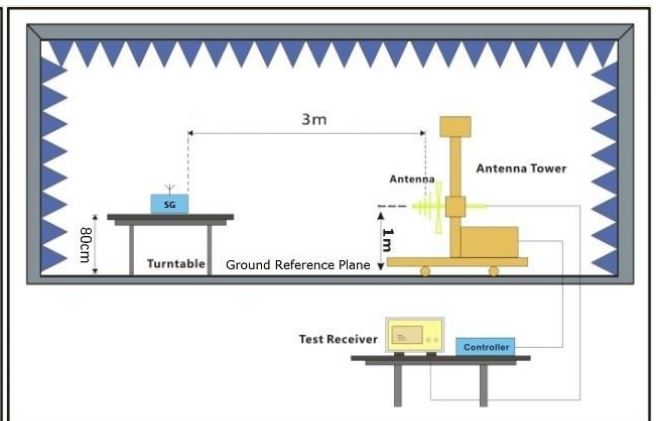 3m
Antenna
Antenna Tower
SG
80cm
1m
Turntable
Ground Reference Plane
Test Receiver
Controller